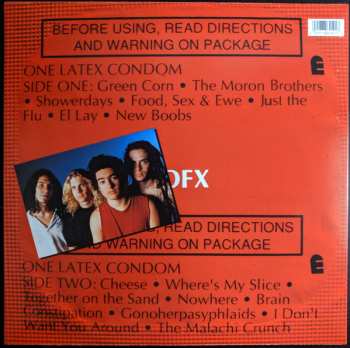 BEFORE USING, READ DIRECTIONS
AND WARNING ON PACKAGE
E
ONE LATEX CONDOM
SIDE ONE: Green Corn • The Moron Brothers
• Showerdays • Food, Sex & Ewe • Just the
Flu • El Lay • New Boobs
OFX
READ DIRECTIONS
WARNING ON PACKAGE
E
ONE LATEX CONDOM
SIDE TWO: Cheese • Where's My Slice •
Together on the Sand • Nowhere • Brain
Constipation • Gonoherpasyphlaids • I Don't
Want You Around • The Malachi Crunch